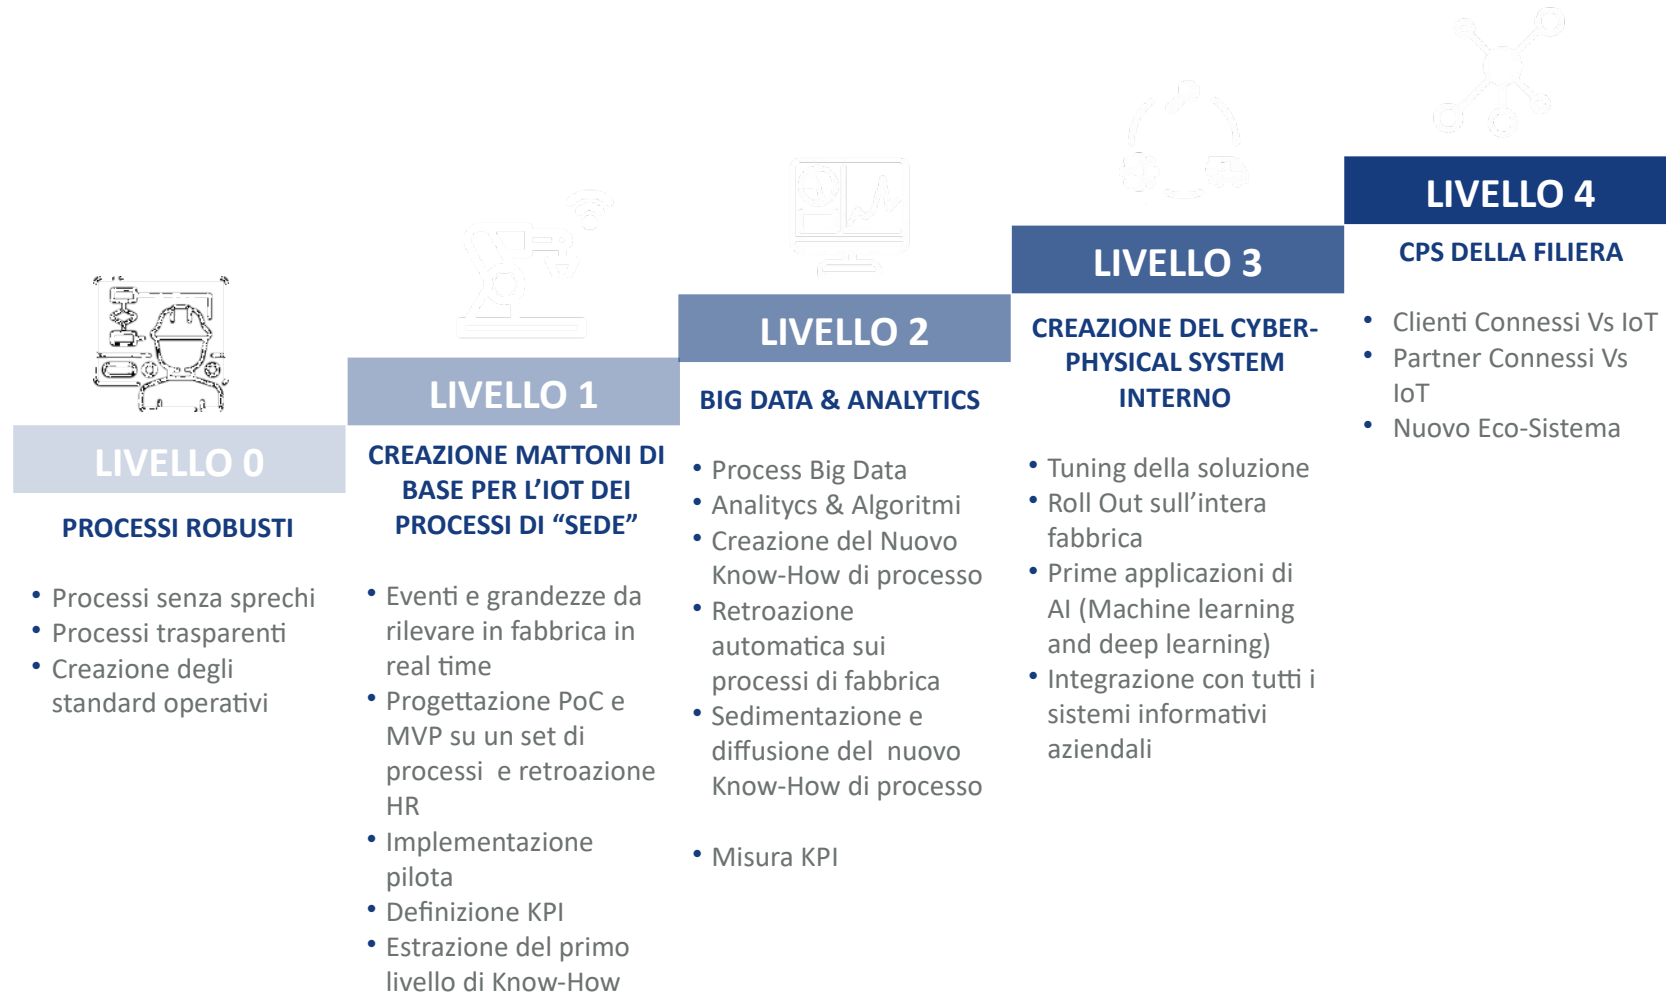 LIVELLO 0
PROCESSI ROBUSTI
• Processi senza sprechi
• Processi trasparenti
• Creazione degli
standard operativi
LIVELLO 1
CREAZIONE MATTONI DI
BASE PER L’IOT DEI
PROCESSI DI “SEDE”
• Eventi e grandezze da
rilevare in fabbrica in
real time
• Progettazione PoC e
MVP su un set di
processi e retroazione
HR
• Implementazione
pilota
• Definizione KPI
• Estrazione del primo
livello di Know-How
LIVELLO 2
BIG DATA & ANALYTICS
• Process Big Data
• Analitycs & Algoritmi
• Creazione del Nuovo
Know-How di processo
• Retroazione
automatica sui
processi di fabbrica
• Sedimentazione e
diffusione del nuovo
Know-How di processo
• Misura KPI
LIVELLO 3
CREAZIONE DEL CYBER-
PHYSICAL SYSTEM
INTERNO
• Tuning della soluzione
• Roll Out sull’intera
fabbrica
• Prime applicazioni di
AI (Machine learning
and deep learning)
• Integrazione con tutti i
sistemi informativi
aziendali
LIVELLO 4
CPS DELLA FILIERA
• Clienti Connessi Vs IoT
• Partner Connessi Vs
IoT
• Nuovo Eco-Sistema